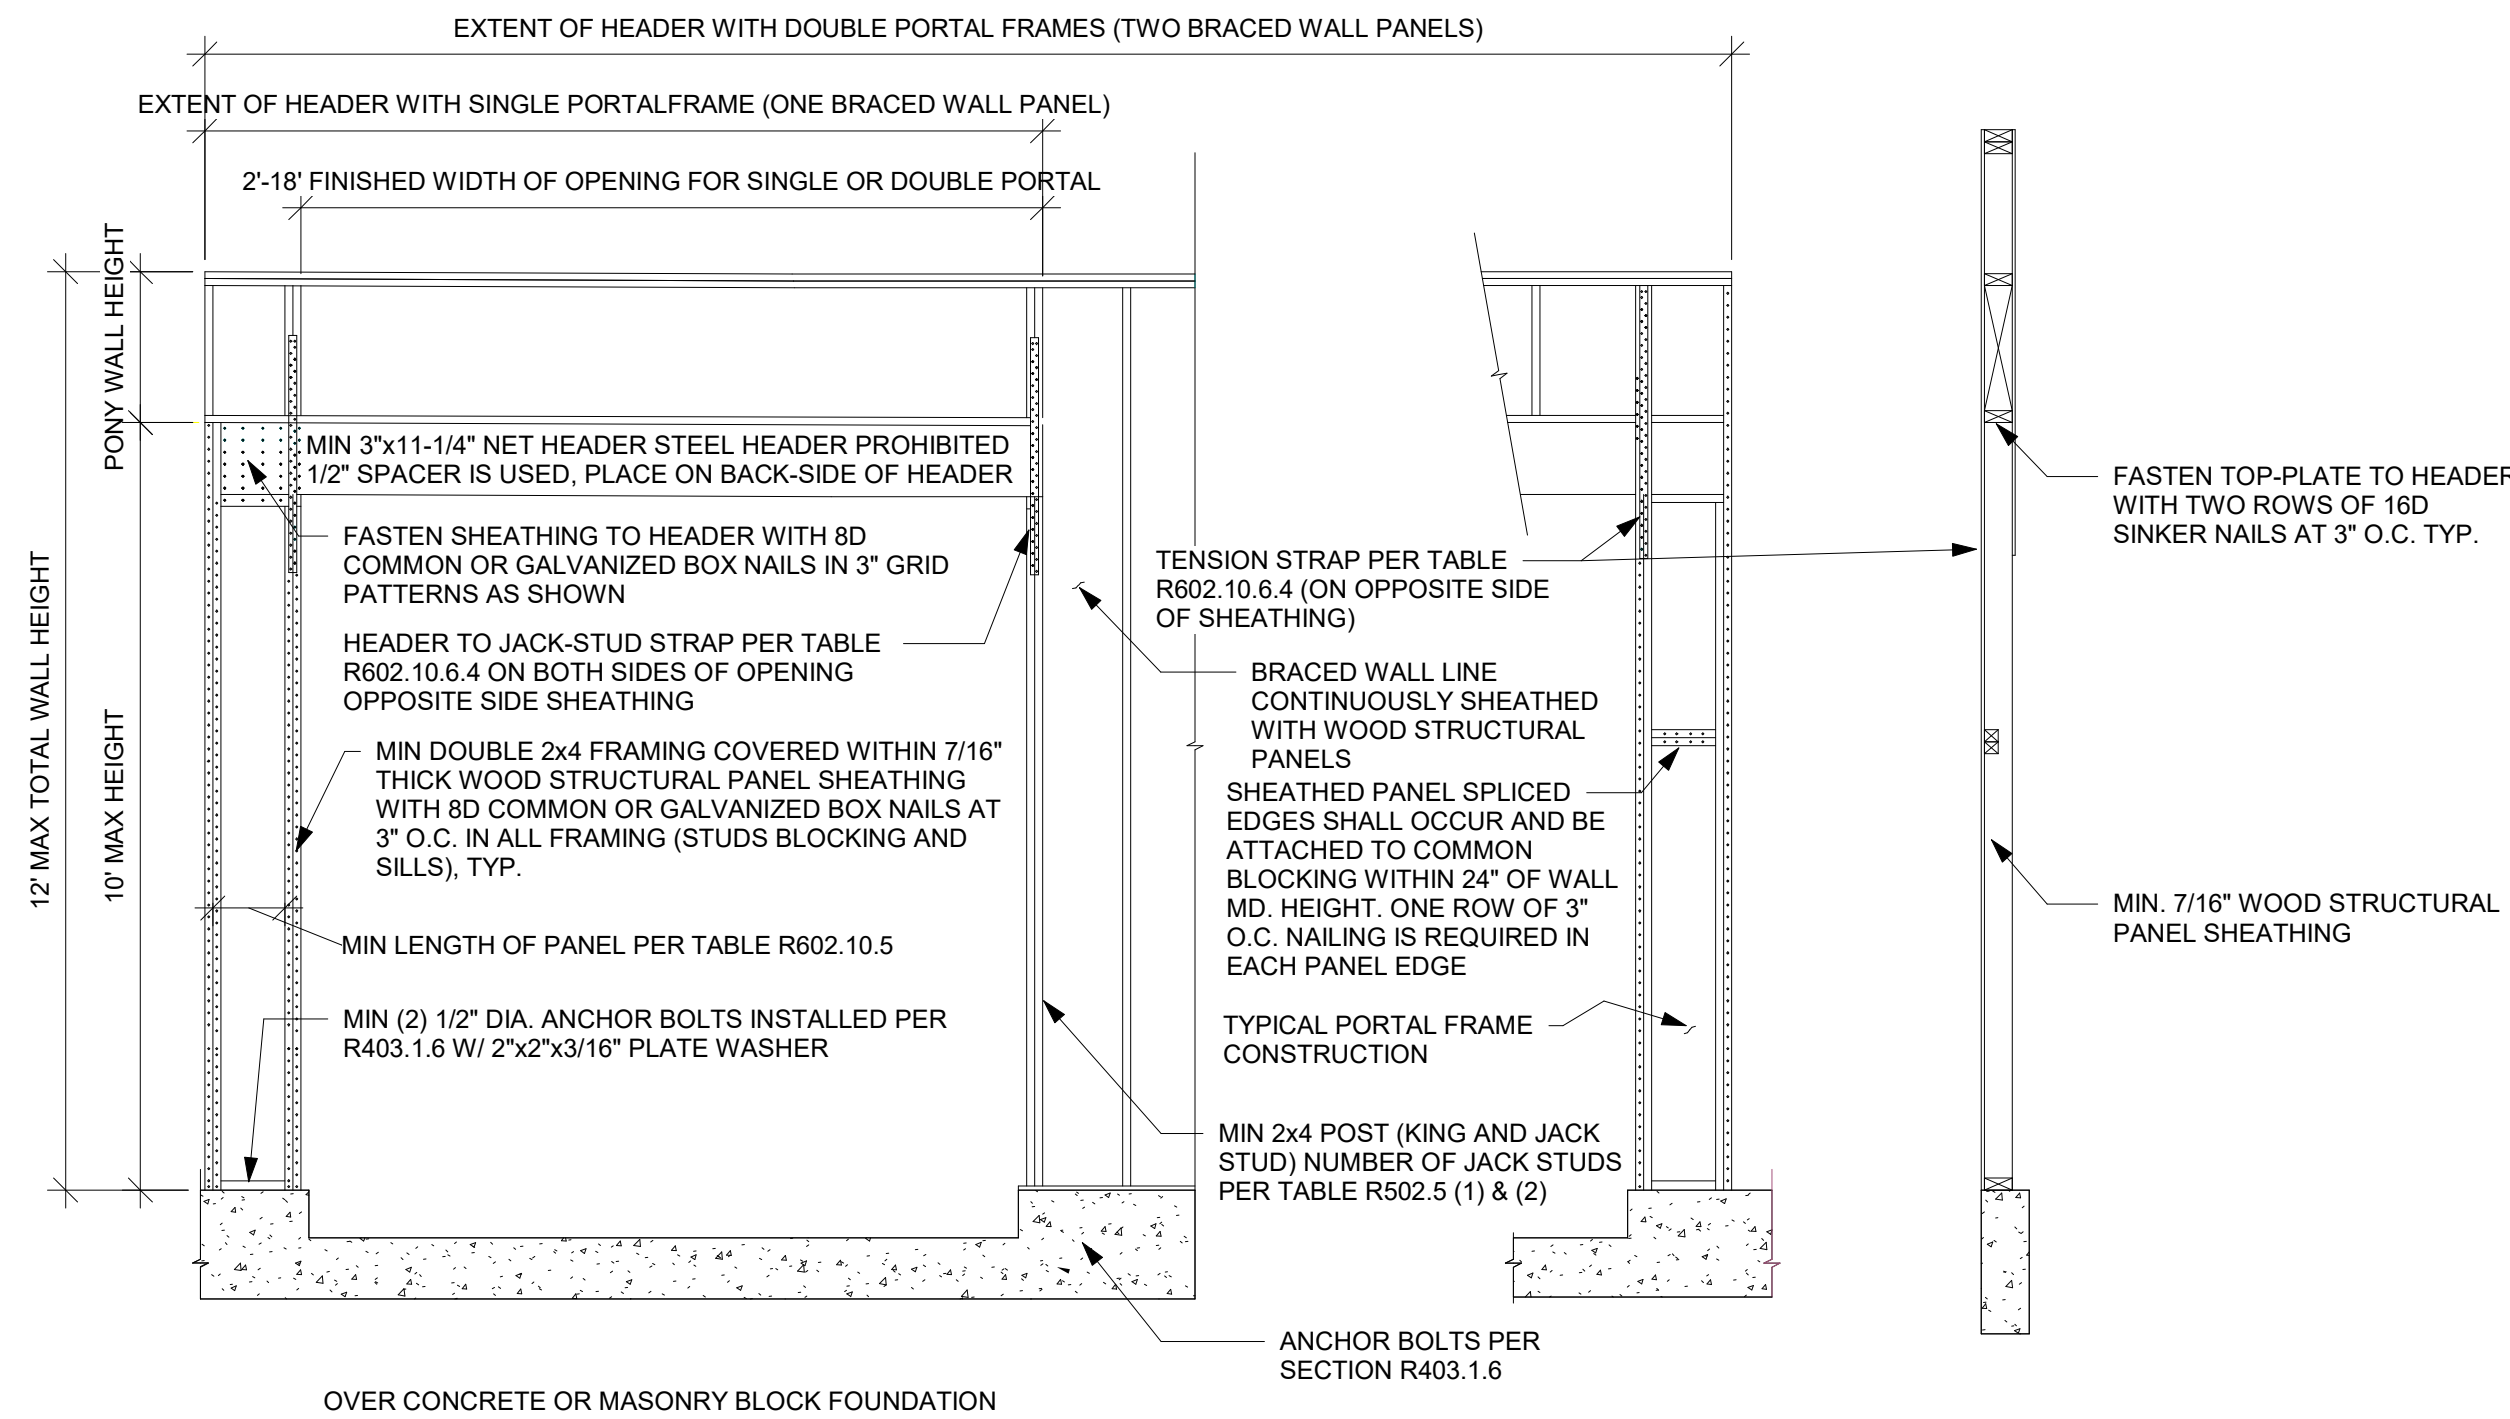 EXTENT OF HEADER WITH DOUBLE PORTAL FRAMES (TWO BRACED WALL PANELS)
EXTENT OF HEADER WITH SINGLE PORTALFRAME (ONE BRACED WALL PANEL)
2'-18' FINISHED WIDTH OF OPENING FOR SINGLE OR DOUBLE PORTAL
12' MAX TOTAL WALL HEIGHT
PONY WALL HEIGHT
10' MAX HEIGHT
MIN 3"x11-1/4" NET HEADER STEEL HEADER PROHIBITED
1/2" SPACER IS USED, PLACE ON BACK-SIDE OF HEADER
FASTEN SHEATHING TO HEADER WITH 8D
COMMON OR GALVANIZED BOX NAILS IN 3" GRID
PATTERNS AS SHOWN
HEADER TO JACK-STUD STRAP PER TABLE
R602.10.6.4 ON BOTH SIDES OF OPENING
OPPOSITE SIDE SHEATHING
MIN DOUBLE 2x4 FRAMING COVERED WITHIN 7/16"
THICK WOOD STRUCTURAL PANEL SHEATHING
WITH 8D COMMON OR GALVANIZED BOX NAILS AT
3" O.C. IN ALL FRAMING (STUDS BLOCKING AND
SILLS), TYP.
MIN LENGTH OF PANEL PER TABLE R602.10.5
MIN (2) 1/2" DIA. ANCHOR BOLTS INSTALLED PER
R403.1.6 W/ 2"x2"x3/16" PLATE WASHER
TENSION STRAP PER TABLE
R602.10.6.4 (ON OPPOSITE SIDE
OF SHEATHING)
BRACED WALL LINE
CONTINUOUSLY SHEATHED
WITH WOOD STRUCTURAL
PANELS
SHEATHED PANEL SPLICED
EDGES SHALL OCCUR AND BE
ATTACHED TO COMMON
BLOCKING WITHIN 24" OF WALL
MD. HEIGHT. ONE ROW OF 3"
O.C. NAILING IS REQUIRED IN
EACH PANEL EDGE
TYPICAL PORTAL FRAME
CONSTRUCTION
MIN 2x4 POST (KING AND JACK
STUD) NUMBER OF JACK STUDS
PER TABLE R502.5 (1) & (2)
ANCHOR BOLTS PER
SECTION R403.1.6
FASTEN TOP-PLATE TO HEADER
WITH TWO ROWS OF 16D
SINKER NAILS AT 3" O.C. TYP.
MIN. 7/16" WOOD STRUCTURAL
PANEL SHEATHING
OVER CONCRETE OR MASONRY BLOCK FOUNDATION